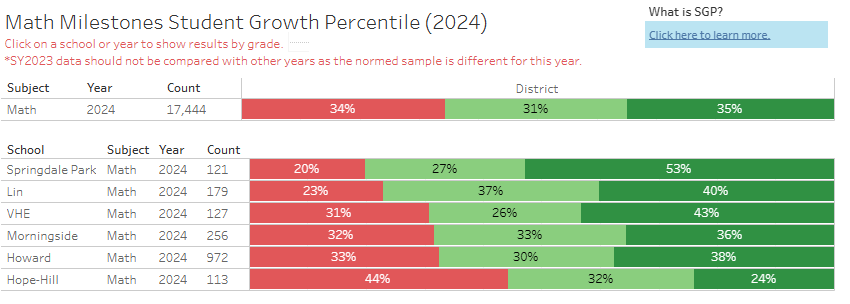 Math Milestones Student Growth Percentile (2024)
What is SGP?
Click here to learn more.
Click on a school or year to show results by grade.
*SY2023 data should not be compared with other years as the normed sample is different for this year.
Subject Year Count District
Math 2024 17,444 34% 31% 35%
School Subject Year Count
Springdale Park Math 2024 121 20% 27% 53%
Lin Math 2024 179 23% 37% 40%
VHE Math 2024 127 31% 26% 43%
Morningside Math 2024 256 32% 33% 36%
Howard Math 2024 972 33% 30% 38%
Hope-Hill Math 2024 113 44% 32% 24%